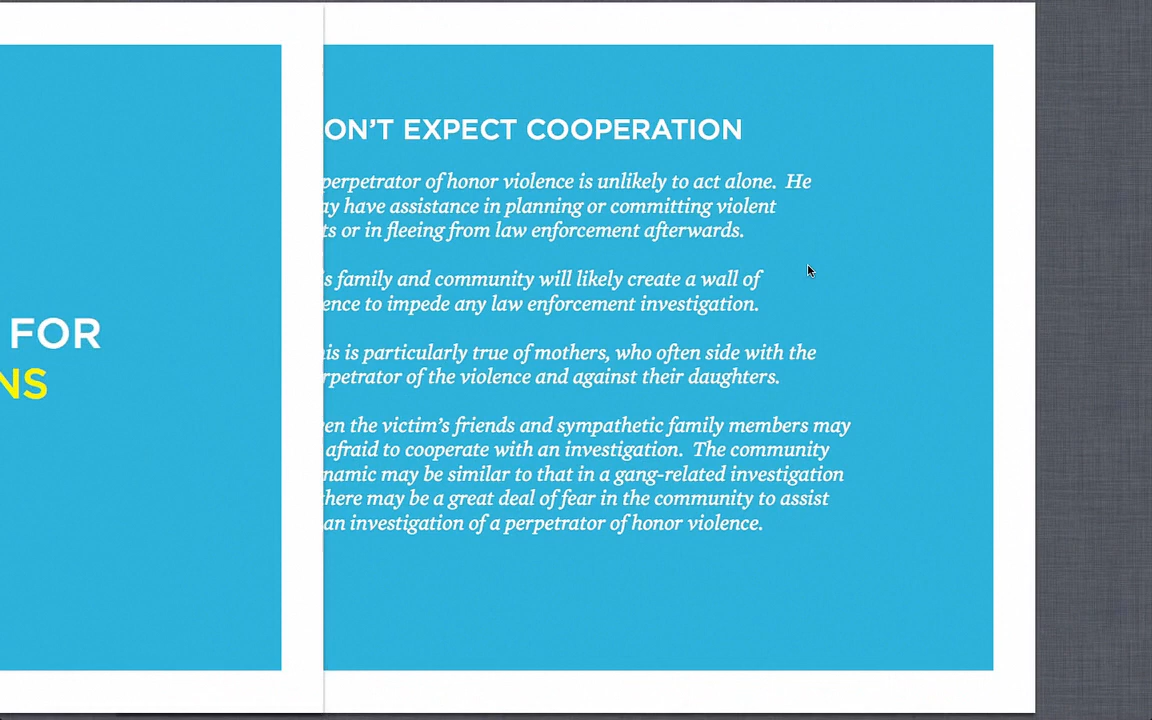 FOR
NS
ON’T EXPECT COOPERATION
perpetrator of honor violence is unlikely to act alone. He
ay have assistance in planning or committing violent
ts or in fleeing from law enforcement afterwards.
s family and community will likely create a wall of
ence to impede any law enforcement investigation.
is is particularly true of mothers, who often side with the
rpetrator of the violence and against their daughters.
en the victim’s friends and sympathetic family members may
afraid to cooperate with an investigation. The community
namic may be similar to that in a gang-related investigation
here may be a great deal of fear in the community to assist
an investigation of a perpetrator of honor violence.